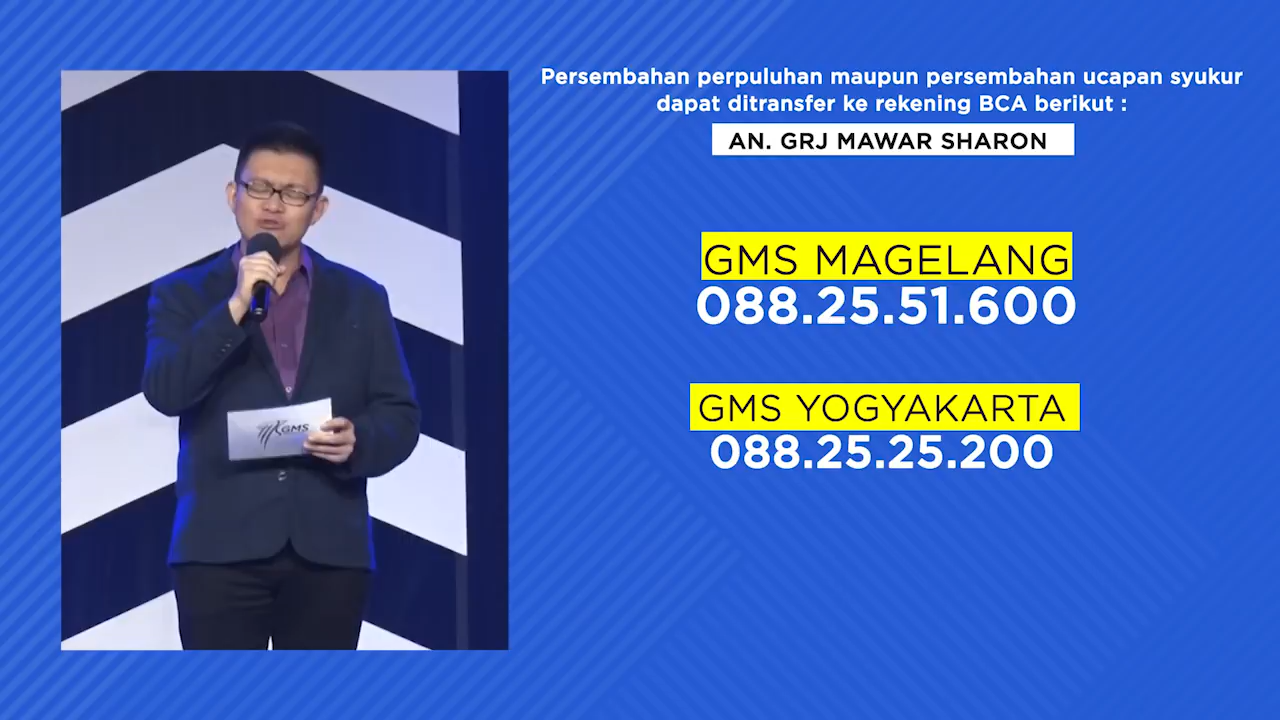 Persembahan perpuluhan maupun persembahan ucapan syukur
dapat ditransfer ke rekening BCA berikut :
AN. GRJ MAWAR SHARON
GMS MAGELANG
088.25.51.600
GMS YOGYAKARTA
088.25.25.200
GMS